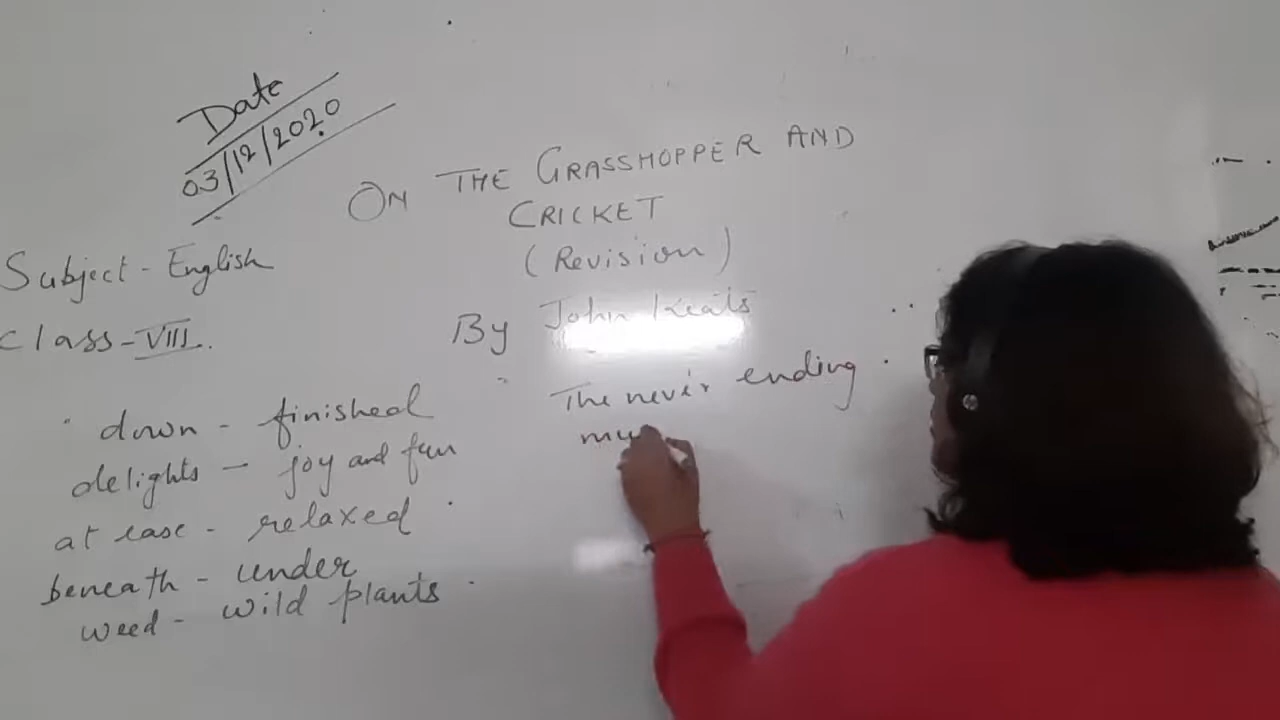 Date
03/12/2020
ON THE GRASSHOPPER AND
CRICKET
(Revision)
Subject - English
Class - VIII.
By John Keats
down - finished
delights - joy and fun
at ease - relaxed
beneath - under
weed - wild plants
The never ending
mu